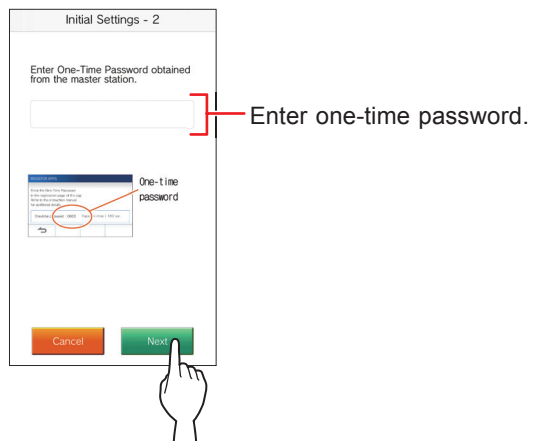 Initial Settings - 2
Enter One-Time Password obtained
from the master station.
Enter one-time password.
One-time
password
Cancel
Next